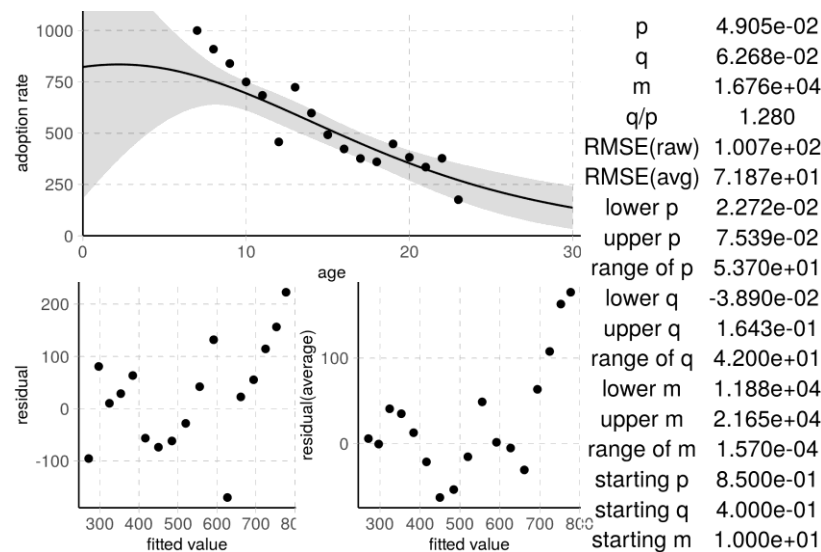 1000
750
500
250
0
adoption rate
0 10 20 30
age
200
100
0
-100
residual
300 400 500 600 700 80
fitted value
100
0
residual(average)
300 400 500 600 700 800
fitted value
p 4.905e-02
q 6.268e-02
m 1.676e+04
q/p 1.280
RMSE(raw) 1.007e+02
RMSE(avg) 7.187e+01
lower p 2.272e-02
upper p 7.539e-02
range of p 5.370e+01
lower q -3.890e-02
upper q 1.643e-01
range of q 4.200e+01
lower m 1.188e+04
upper m 2.165e+04
range of m 1.570e-04
starting p 8.500e-01
starting q 4.000e-01
starting m 1.000e+01